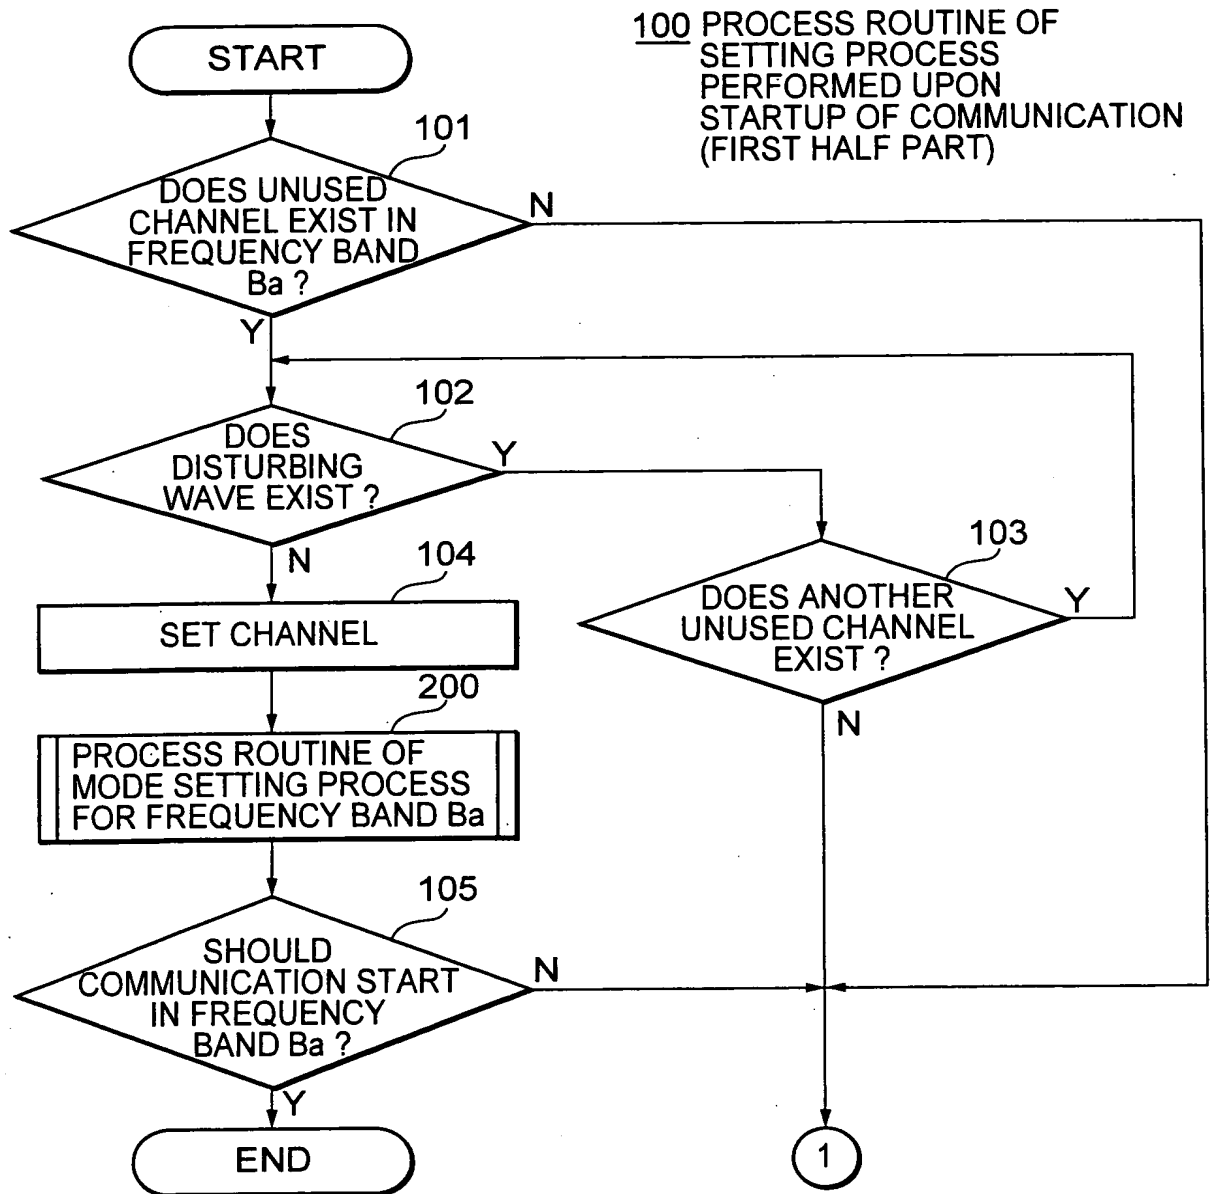 100 PROCESS ROUTINE OF
SETTING PROCESS
PERFORMED UPON
STARTUP OF COMMUNICATION
(FIRST HALF PART)
START
101
DOES UNUSED
CHANNEL EXIST IN
FREQUENCY BAND
Ba ?
N
Y
102
DOES
DISTURBING
WAVE EXIST ?
Y
N
103
DOES ANOTHER
UNUSED CHANNEL
EXIST ?
Y
N
104
SET CHANNEL
200
PROCESS ROUTINE OF
MODE SETTING PROCESS
FOR FREQUENCY BAND Ba
105
SHOULD
COMMUNICATION START
IN FREQUENCY
BAND Ba ?
N
Y
END
1